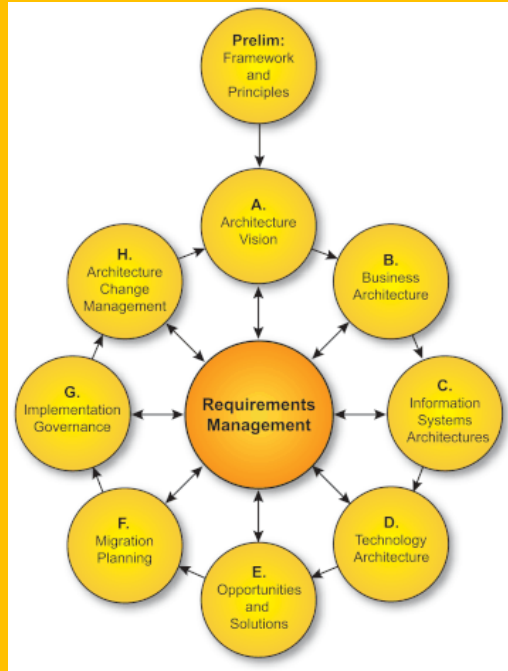 Prelim:
Framework
and
Principles
A.
Architecture
Vision
B.
Business
Architecture
C.
Information
Systems
Architectures
D.
Technology
Architecture
E.
Opportunities
and
Solutions
F.
Migration
Planning
G.
Implementation
Governance
H.
Architecture
Change
Management
Requirements
Management